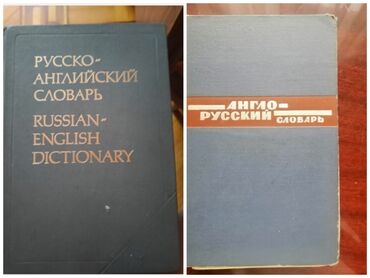 РУССКО-
АНГЛИЙСКИЙ
СЛОВАРЬ
RUSSIAN-
ENGLISH
DICTIONARY
АНГЛО-
РУССКИЙ СЛОВАРЬ